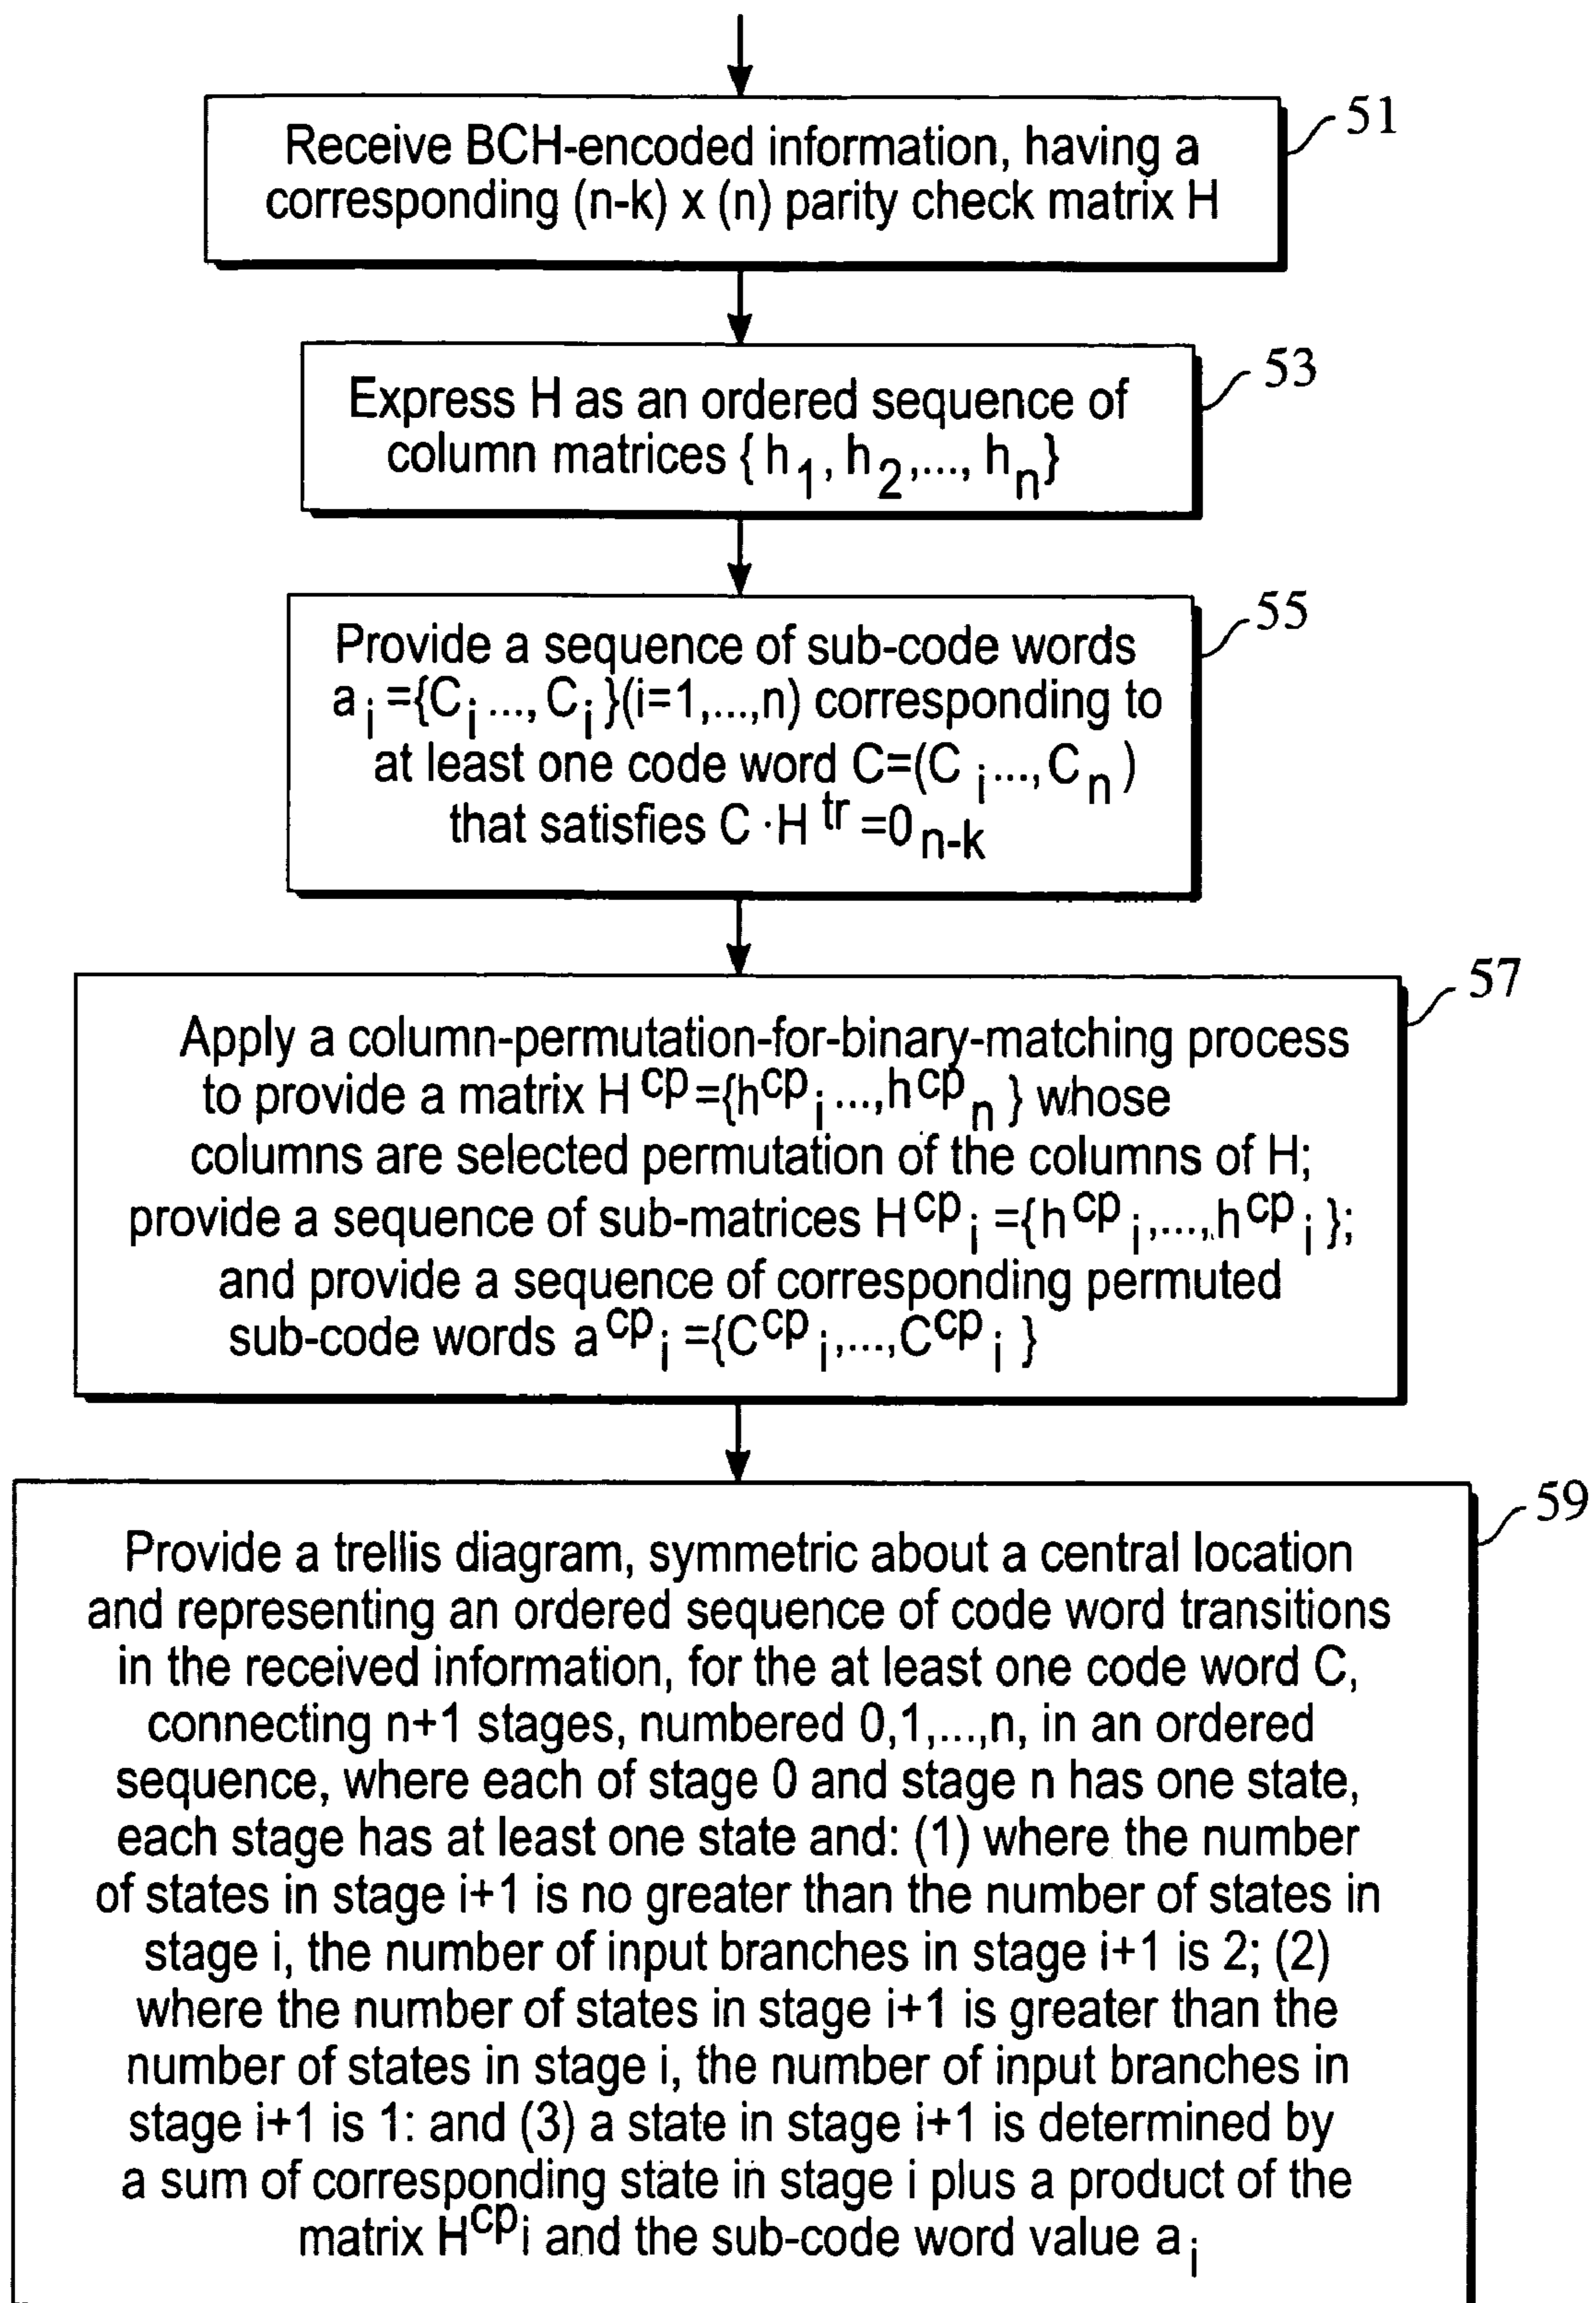 Receive BCH-encoded information, having a 51
corresponding (n-k) x (n) parity check matrix H
Express H as an ordered sequence of 53
column matrices { h1, h2,..., hn}
Provide a sequence of sub-code words 55
ai ={Ci ..., Ci }(i=1,...,n) corresponding to
at least one code word C=(C i ..., Cn )
that satisfies C ·H tr =0 n-k
57
Apply a column-permutation-for-binary-matching process
to provide a matrix H cp={hcp i ...,hcp n } whose
columns are selected permutation of the columns of H;
provide a sequence of sub-matrices H cp i ={hcp i ,...,hcp i };
and provide a sequence of corresponding permuted
sub-code words a cp i ={Ccp i,...,Ccp i }
59
Provide a trellis diagram, symmetric about a central location
and representing an ordered sequence of code word transitions
in the received information, for the at least one code word C,
connecting n+1 stages, numbered 0,1,...,n, in an ordered
sequence, where each of stage 0 and stage n has one state,
each stage has at least one state and: (1) where the number
of states in stage i+1 is no greater than the number of states in
stage i, the number of input branches in stage i+1 is 2; (2)
where the number of states in stage i+1 is greater than the
number of states in stage i, the number of input branches in
stage i+1 is 1: and (3) a state in stage i+1 is determined by
a sum of corresponding state in stage i plus a product of the
matrix Hcpi and the sub-code word value a i